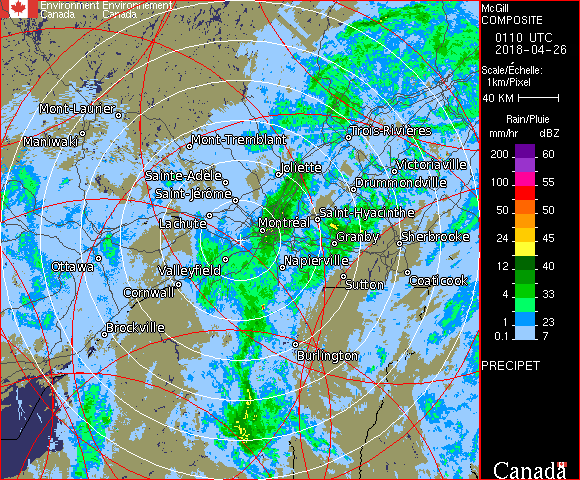 Environment Environnement
Canada Canada
McGill
COMPOSITE
0110 UTC
2018-04-26
Scale/Échelle:
1km/Pixel
40 KM
Rain/Pluie
mm/hr dBZ
200 60
100 55
50 50
24 45
12 40
4 33
1 23
0.1 7
PRECIPET
Canada
Mont-Laurier
Maniwaki
Mont-Tremblant
Trois-Rivières
Joliette
Victoriaville
Sainte-Adèle
Drummondville
Saint-Jérôme
Saint-Hyacinthe
Lachute
Montréal
Granby
Sherbrooke
Ottawa
Valleyfield
Napierville
Sutton
Coaticook
Cornwall
Brockville
Burlington